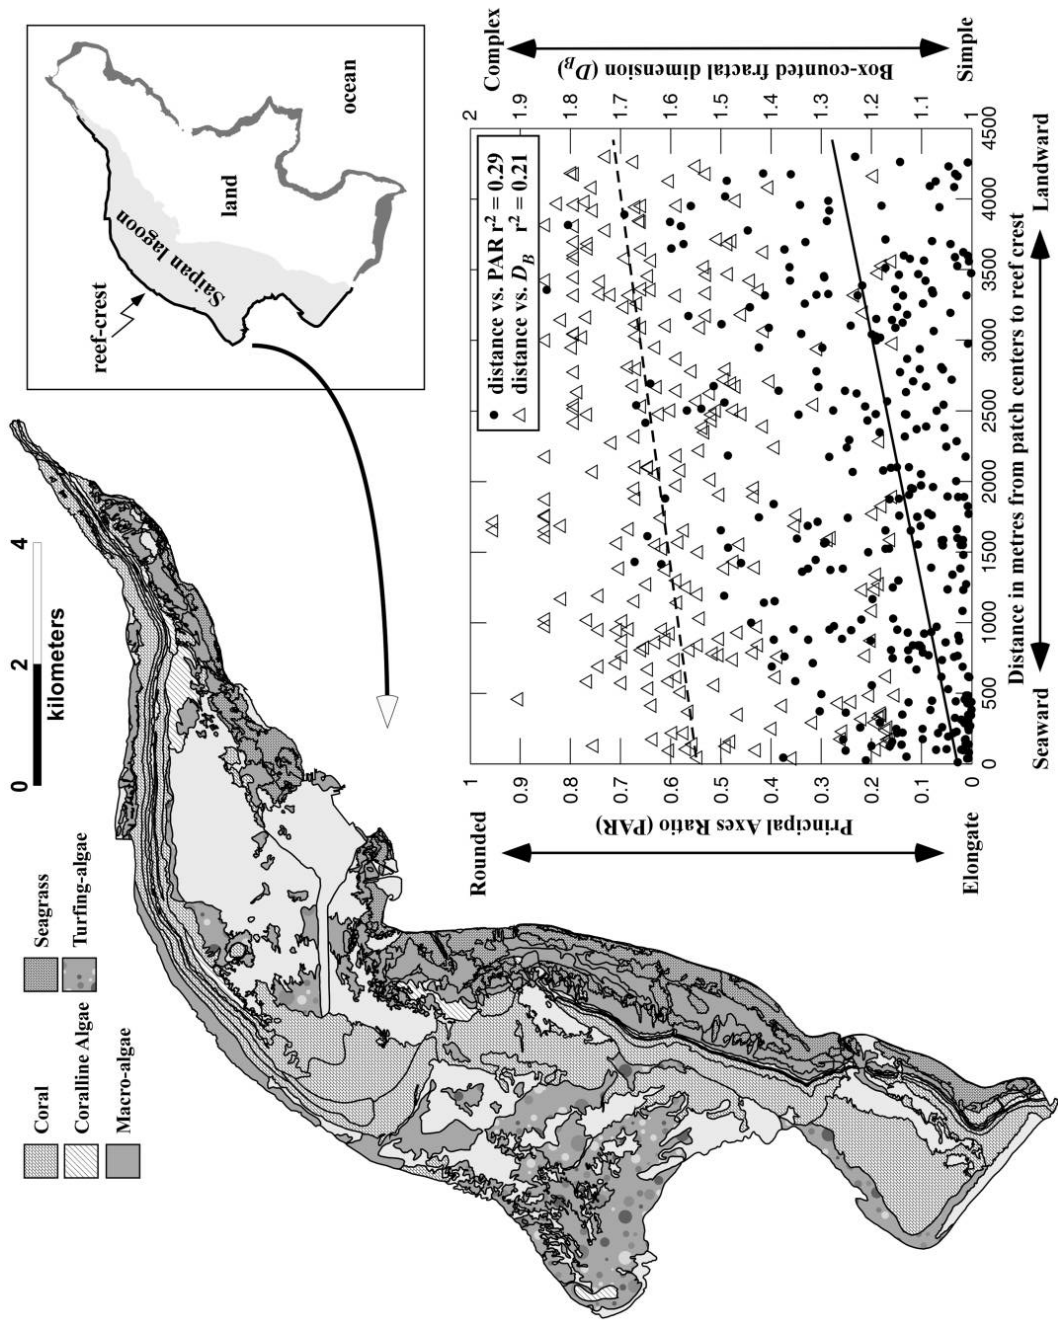 Coral
Coralline Algae
Macro-algae
Seagrass
Turfing-algae
0
2
4
kilometers
reef-crest
Saipan lagoon
land
ocean
Rounded
Elongate
Principal Axes Ratio (PAR)
1
0.9
0.8
0.7
0.6
0.5
0.4
0.3
0.2
0.1
0
distance vs. PAR r² = 0.29
distance vs. D_B r² = 0.21
Complex
Simple
Box-counted fractal dimension (D_B)
2
1.9
1.8
1.7
1.6
1.5
1.4
1.3
1.2
1.1
1
0
500
1000
1500
2000
2500
3000
3500
4000
4500
Distance in metres from patch centers to reef crest
Seaward
Landward